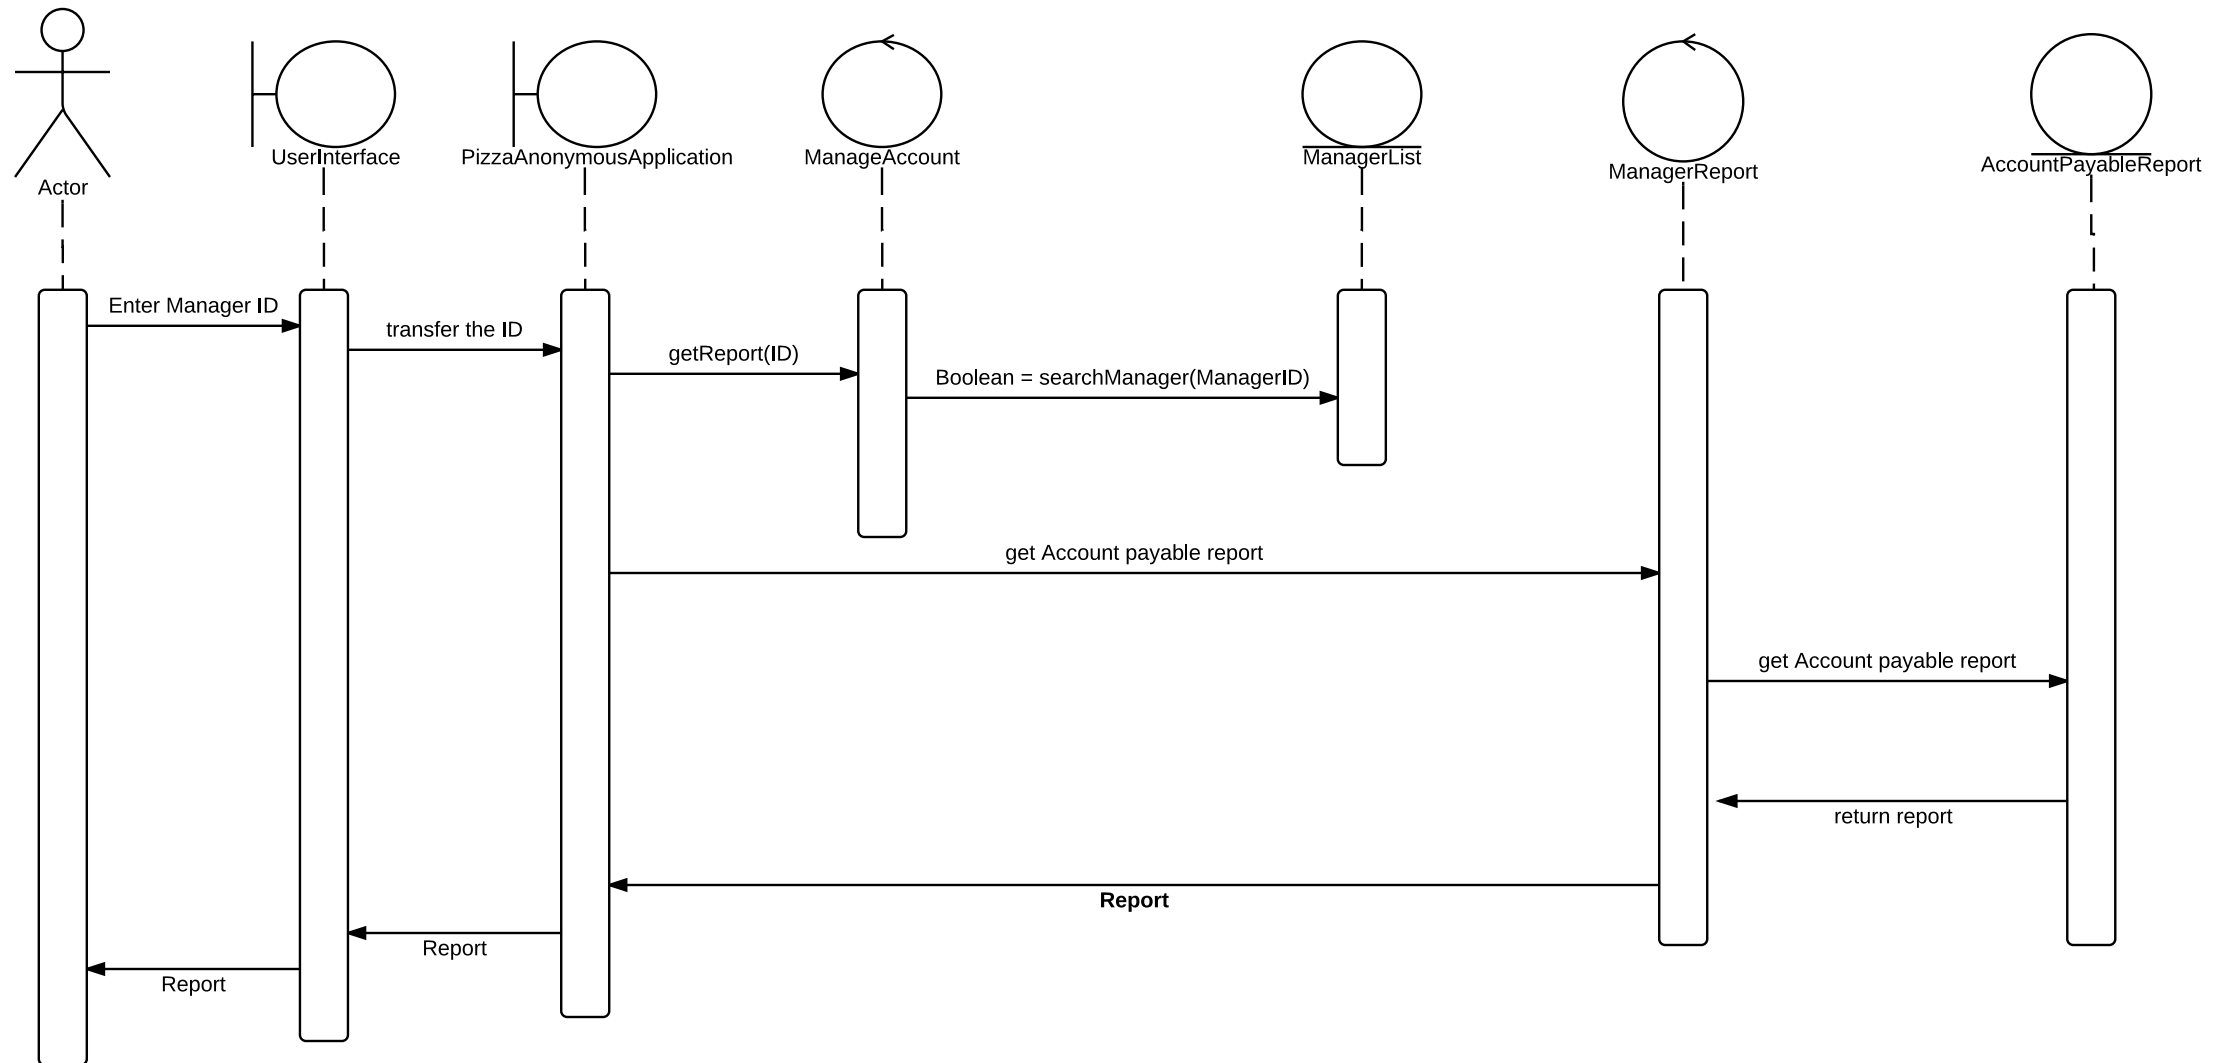 Actor
UserInterface
PizzaAnonymousApplication
ManageAccount
ManagerList
ManagerReport
AccountPayableReport
Enter Manager ID
transfer the ID
getReport(ID)
Boolean = searchManager(ManagerID)
get Account payable report
get Account payable report
return report
Report
Report
Report